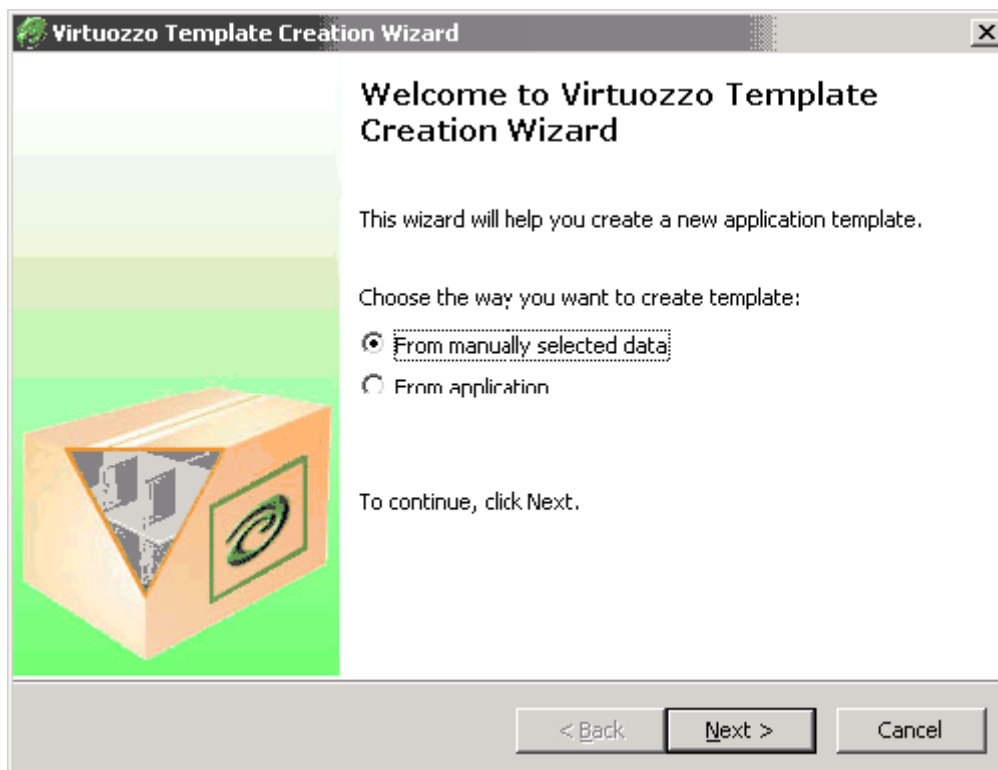 Virtuozzo Template Creation Wizard
Welcome to Virtuozzo Template
Creation Wizard
This wizard will help you create a new application template.
Choose the way you want to create template:
From manually selected data
From application
To continue, click Next.
< Back
Next >
Cancel